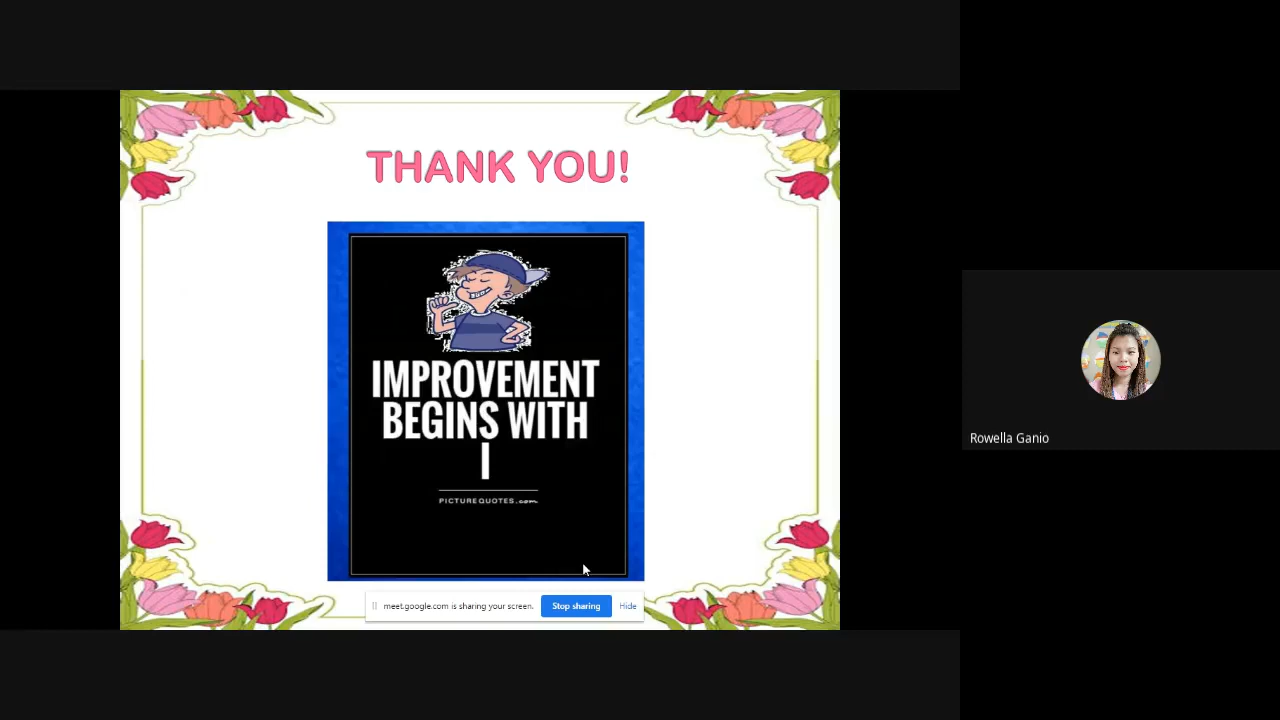 THANK YOU!
IMPROVEMENT
BEGINS WITH
I
PICTUREQUOTES.com
meet.google.com is sharing your screen.
Stop sharing
Hide
Rowella Ganio